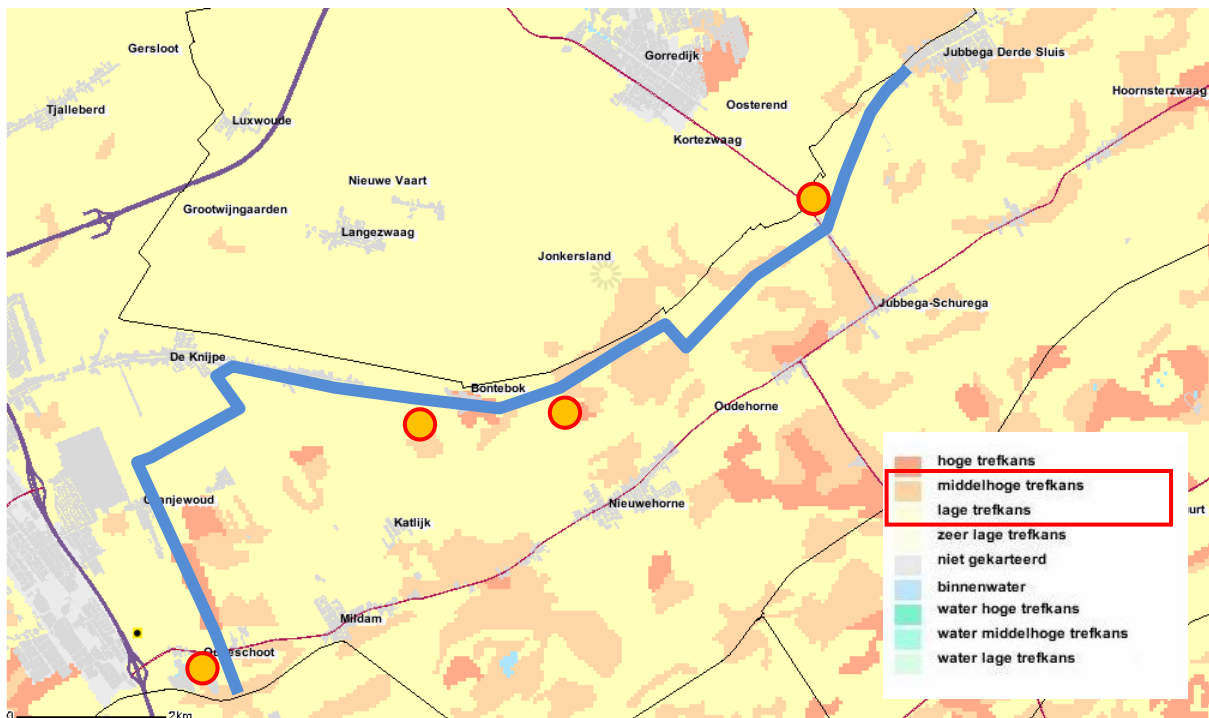 Gersloot
Gorredijk
Jubbega Derde Sluis
Hoornsterzwaag
Tjalleberd
Oosterend
Luxwoude
Kortezwaag
Nieuwe Vaart
Grootwijngaarden
Langezwaag
Jonkersland
Jubbega-Schurega
De Knijpe
Bontebok
Oudehorne
Oranjewoud
Nieuwehorne
Katlijk
Mildam
hoge trefkans
middelhoge trefkans
lage trefkans
urt
zeer lage trefkans
niet gekarteerd
binnenwater
water hoge trefkans
water middelhoge trefkans
water lage trefkans
0 2km